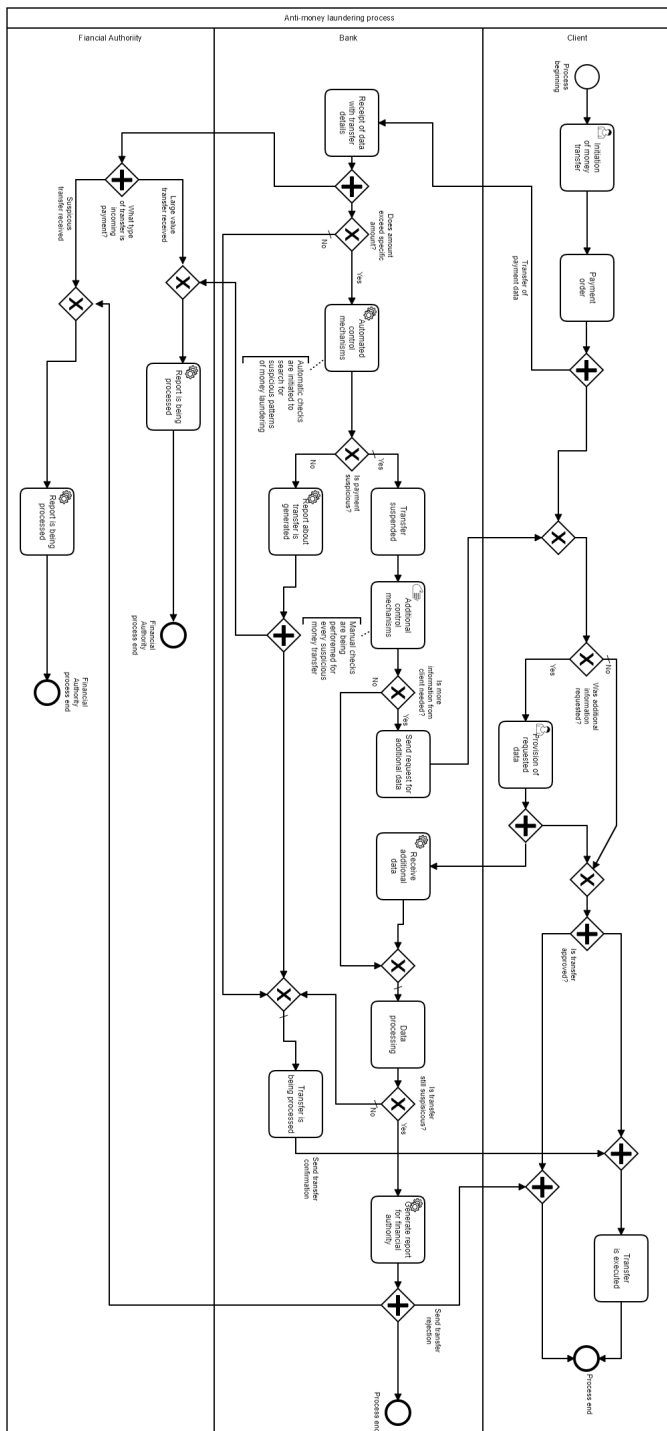 Anti-money laundering process
Fiancial Authoriity
Bank
Client
Process
beginning
Initiation
of money
transfer
Payment
order
Transfer of
payment data
Receipt of data
with transfer
details
Does amount
exceed specific
amount?
No
Yes
Automated
control
mechanisms
Automatic checks
are initiated to
search for
suspicious patterns
of money laundering
Is payment
suspicious?
Yes
No
Transfer
suspended
Report about
transfer is
generated
Additional
control
mechanisms
Manual checks
are being
perforemed for
every suspicious
money transfer
Is more
information from
client needed?
No
Yes
Send request for
additional data
Was additional
information
requested?
No
Yes
Provision of
requested
data
Receive
additional
data
Is transfer
approved?
Data
processing
Is transfer
still suspisicous?
No
Yes
Transfer is
being processed
Send transfer
confirmation
Generate report
for financial
authority
Send transfer
rejection
Transfer
is executed
Process end
Process end
What type
of transfer is
incoming
payment?
Large value
transfer received
Suspicous
transfer received
Report is being
processed
Report is being
processed
Financial
Authority
process end
Financial
Authority
process end